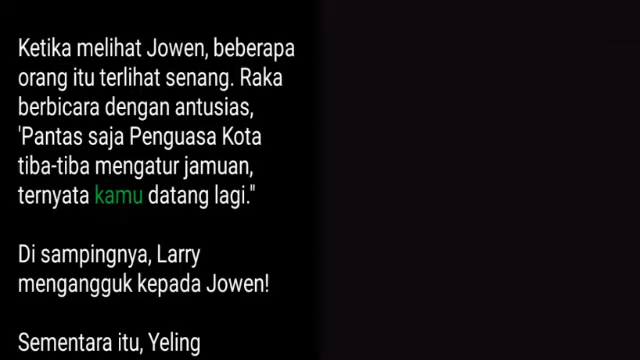 Ketika melihat Jowen, beberapa
orang itu terlihat senang. Raka
berbicara dengan antusias,
'Pantas saja Penguasa Kota
tiba-tiba mengatur jamuan,
ternyata kamu datang lagi."
Di sampingnya, Larry
mengangguk kepada Jowen!
Sementara itu, Yeling